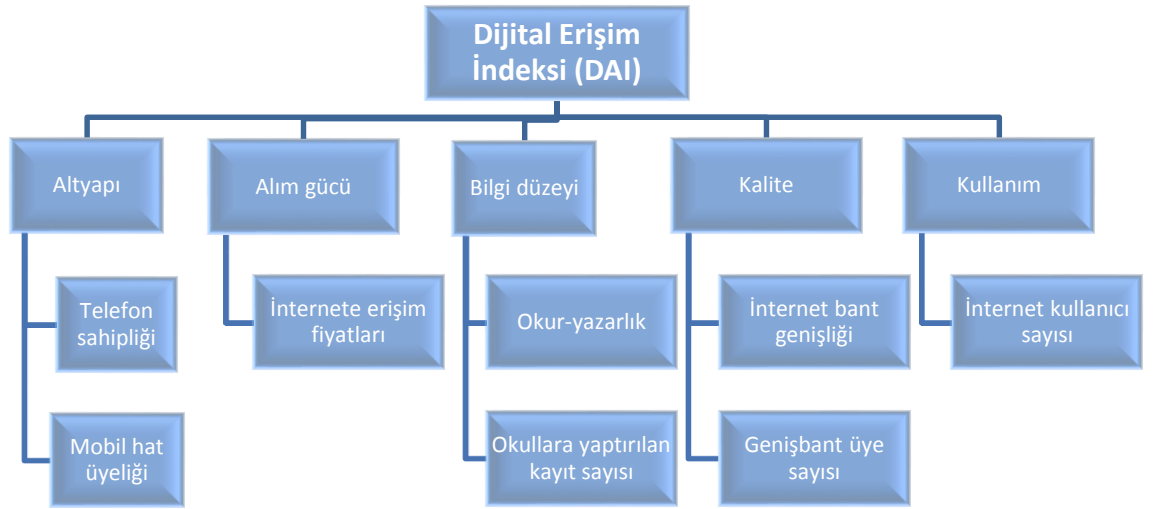 Dijital Erişim
İndeksi (DAI)
Altyapı
Alım gücü
Bilgi düzeyi
Kalite
Kullanım
Telefon
sahipliği
İnternete erişim
fiyatları
Okur-yazarlık
İnternet bant
genişliği
İnternet kullanıcı
sayısı
Mobil hat
üyeliği
Okullara yaptırılan
kayıt sayısı
Genişbant üye
sayısı